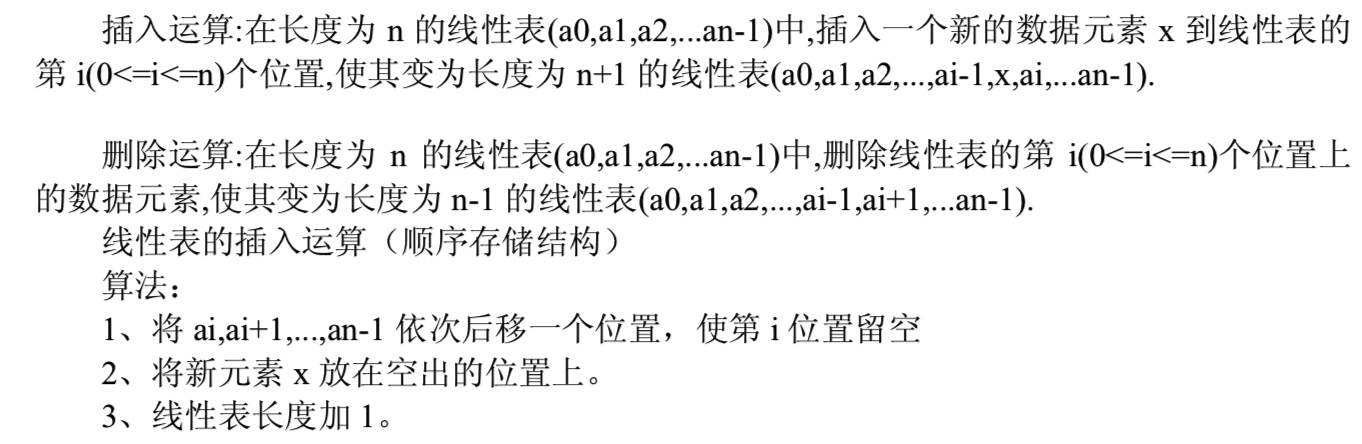 插入运算:在长度为 n 的线性表(a0,a1,a2,...an-1)中,插入一个新的数据元素 x 到线性表的
第 i(0<=i<=n)个位置,使其变为长度为 n+1 的线性表(a0,a1,a2,...,ai-1,x,ai,...an-1).
删除运算:在长度为 n 的线性表(a0,a1,a2,...an-1)中,删除线性表的第 i(0<=i<=n)个位置上
的数据元素,使其变为长度为 n-1 的线性表(a0,a1,a2,...,ai-1,ai+1,...an-1).
线性表的插入运算（顺序存储结构）
算法：
1、将 ai,ai+1,...,an-1 依次后移一个位置，使第 i 位置留空
2、将新元素 x 放在空出的位置上。
3、线性表长度加 1。